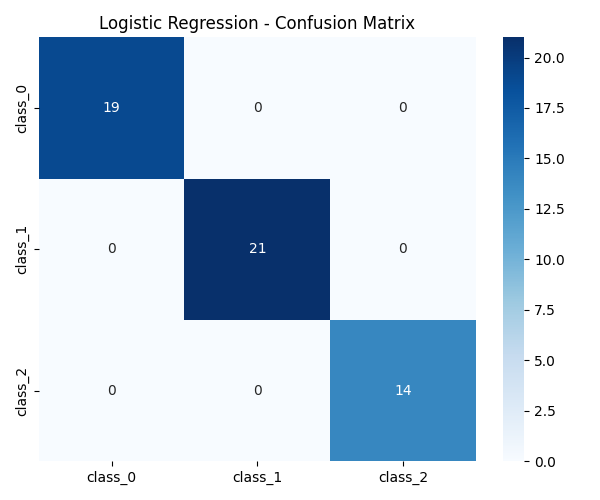 Logistic Regression - Confusion Matrix
class_0
19 0 0
class_1
0 21 0
class_2
0 0 14
class_0 class_1 class_2
20.0
17.5
15.0
12.5
10.0
7.5
5.0
2.5
0.0